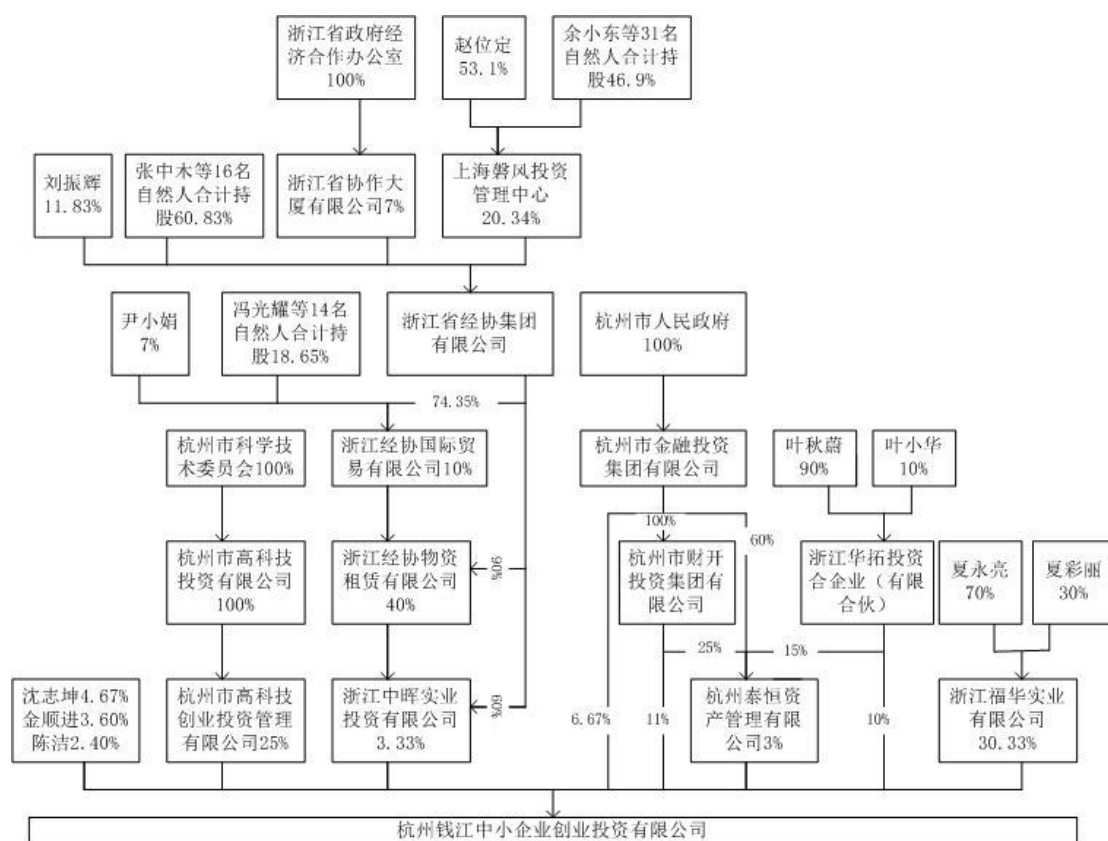 浙江省政府经
济合作办公室
100%
赵位定
53.1%
余小东等31名
自然人合计持
股46.9%
刘振辉
11.83%
张中木等16名
自然人合计持
股60.83%
浙江省协作大
厦有限公司7%
上海磐风投资
管理中心
20.34%
尹小娟
7%
冯光耀等14名
自然人合计持
股18.65%
浙江省经协集团
有限公司
杭州市人民政府
100%
74.35%
杭州市科学技
术委员会100%
浙江经协国际贸
易有限公司10%
杭州市金融投资
集团有限公司
叶秋蔚
90%
叶小华
10%
100%
60%
杭州市高科技
投资有限公司
100%
浙江经协物资
租赁有限公司
40%
90%
杭州市财开
投资集团有
限公司
浙江华拓投资
合企业（有限
合伙）
夏永亮
70%
夏彩丽
30%
25%
15%
沈志坤4.67%
金顺进3.60%
陈洁2.40%
杭州市高科技
创业投资管理
有限公司25%
浙江中晖实业
投资有限公司
3.33%
60%
6.67%
11%
杭州泰恒资
产管理有限
公司3%
10%
浙江福华实业
有限公司
30.33%
杭州钱江中小企业创业投资有限公司